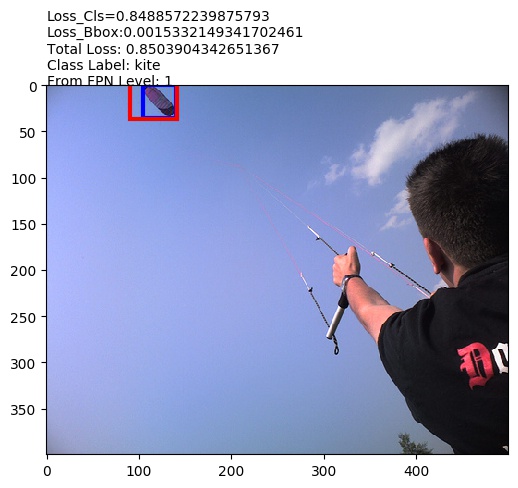 Loss_Cls=0.8488572239875793
Loss_Bbox:0.0015332149341702461
Total Loss: 0.8503904342651367
Class Label: kite
From FPN Level: 1
0
50
100
150
200
250
300
350
0
100
200
300
400